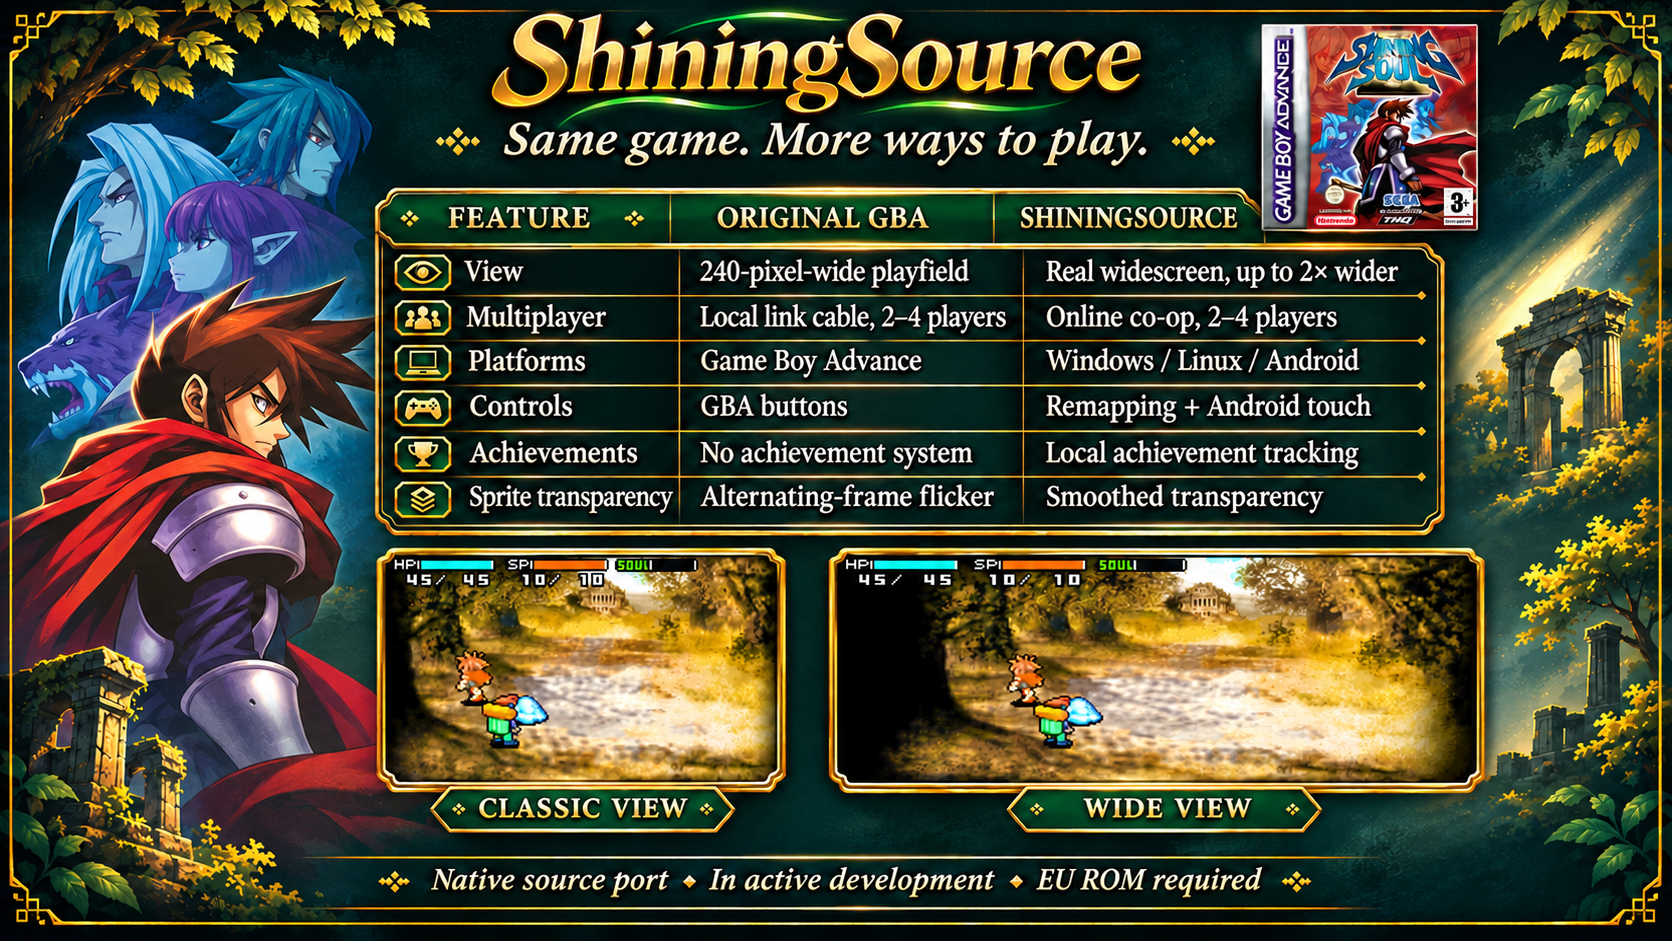 ShiningSource
Same game. More ways to play.
GAME BOY ADVANCE
SHINING
SOUL
SEGA
THQ
Nintendo
3+
FEATURE ORIGINAL GBA SHININGSOURCE
View 240-pixel-wide playfield Real widescreen, up to 2× wider
Multiplayer Local link cable, 2–4 players Online co-op, 2–4 players
Platforms Game Boy Advance Windows / Linux / Android
Controls GBA buttons Remapping + Android touch
Achievements No achievement system Local achievement tracking
Sprite transparency Alternating-frame flicker Smoothed transparency
HP SP SOUL
45/ 45 10/ 10
HP SP SOUL
45/ 45 10/ 10
CLASSIC VIEW
WIDE VIEW
Native source port ◆ In active development ◆ EU ROM required